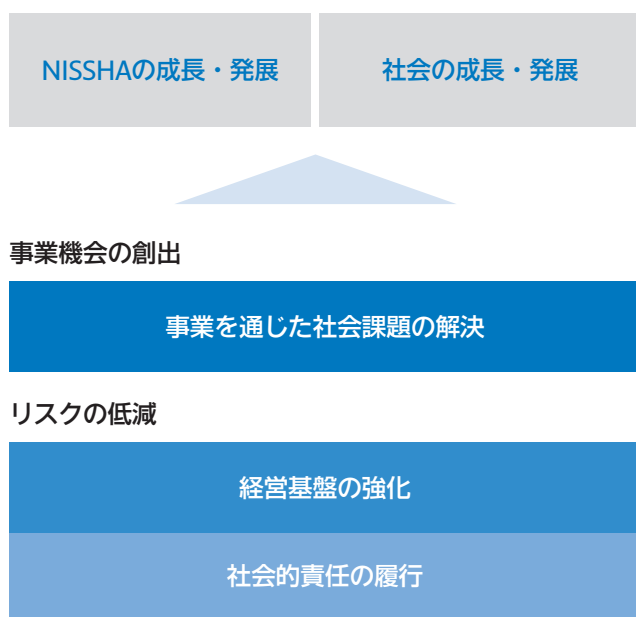 NISSHAの成長・発展
社会の成長・発展
事業機会の創出
事業を通じた社会課題の解決
リスクの低減
経営基盤の強化
社会的責任の履行